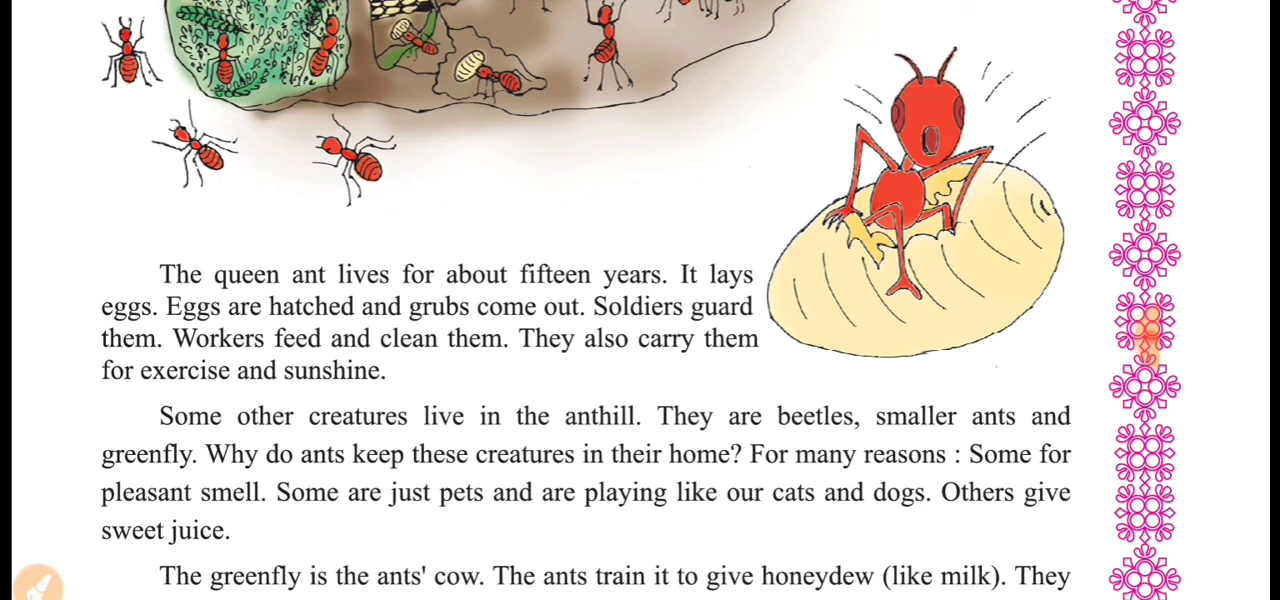 The queen ant lives for about fifteen years. It lays
eggs. Eggs are hatched and grubs come out. Soldiers guard
them. Workers feed and clean them. They also carry them
for exercise and sunshine.
Some other creatures live in the anthill. They are beetles, smaller ants and
greenfly. Why do ants keep these creatures in their home? For many reasons : Some for
pleasant smell. Some are just pets and are playing like our cats and dogs. Others give
sweet juice.
The greenfly is the ants' cow. The ants train it to give honeydew (like milk). They